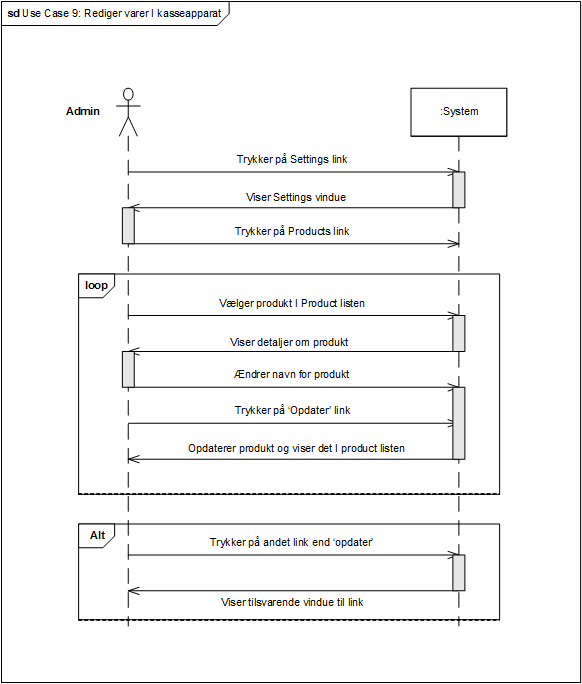 sd Use Case 9: Rediger varer I kasseapparat
Admin
:System
Trykker på Settings link
Viser Settings vindue
Trykker på Products link
loop
Vælger produkt I Product listen
Viser detaljer om produkt
Ændrer navn for produkt
Trykker på ‘Opdater’ link
Opdaterer produkt og viser det I product listen
Alt
Trykker på andet link end ‘opdater’
Viser tilsvarende vindue til link